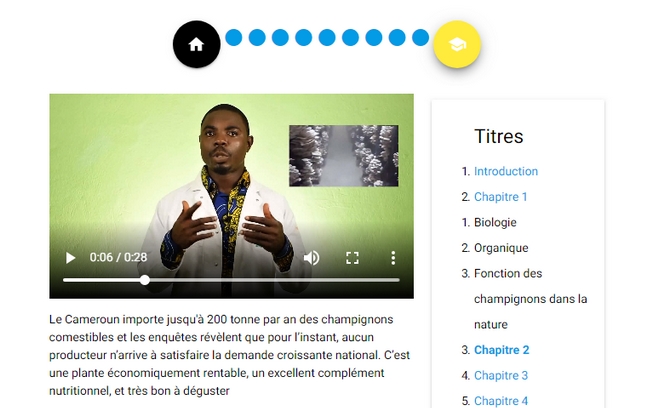 Titres
1. Introduction
2. Chapitre 1
1. Biologie
2. Organique
3. Fonction des
champignons dans la
nature
3. Chapitre 2
4. Chapitre 3
5. Chapitre 4
0:06 / 0:28
Le Cameroun importe jusqu'à 200 tonne par an des champignons
comestibles et les enquêtes révèlent que pour l'instant, aucun
producteur n'arrive à satisfaire la demande croissante national. C'est
une plante économiquement rentable, un excellent complément
nutritionnel, et très bon à déguster